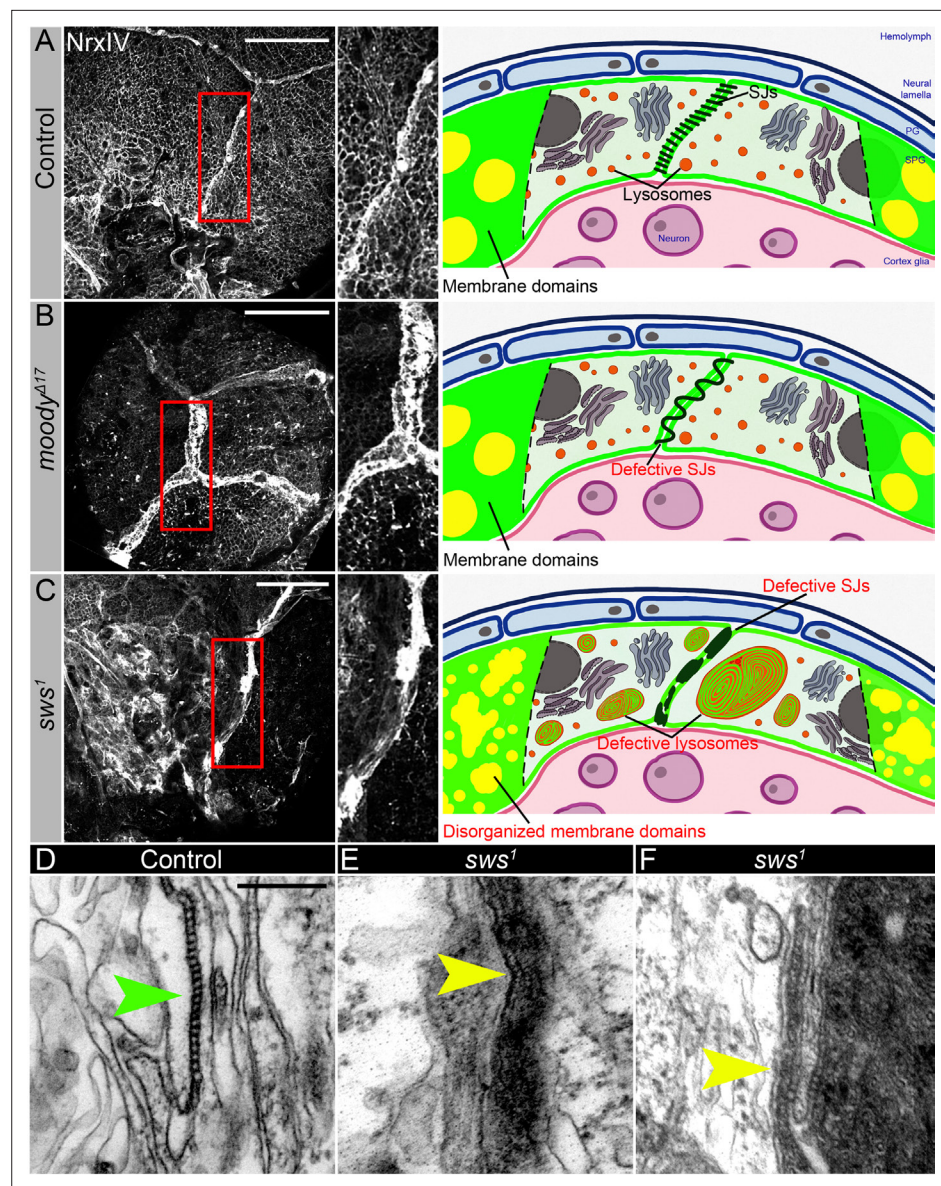 A
NrxIV
Control
Hemolymph
Neural
lamella
PG
SPG
SJs
Lysosomes
Neuron
Cortex glia
Membrane domains
B
moodyΔ17
Defective SJs
Membrane domains
C
sws1
Defective SJs
Defective lysosomes
Disorganized membrane domains
D Control
E sws1
F sws1